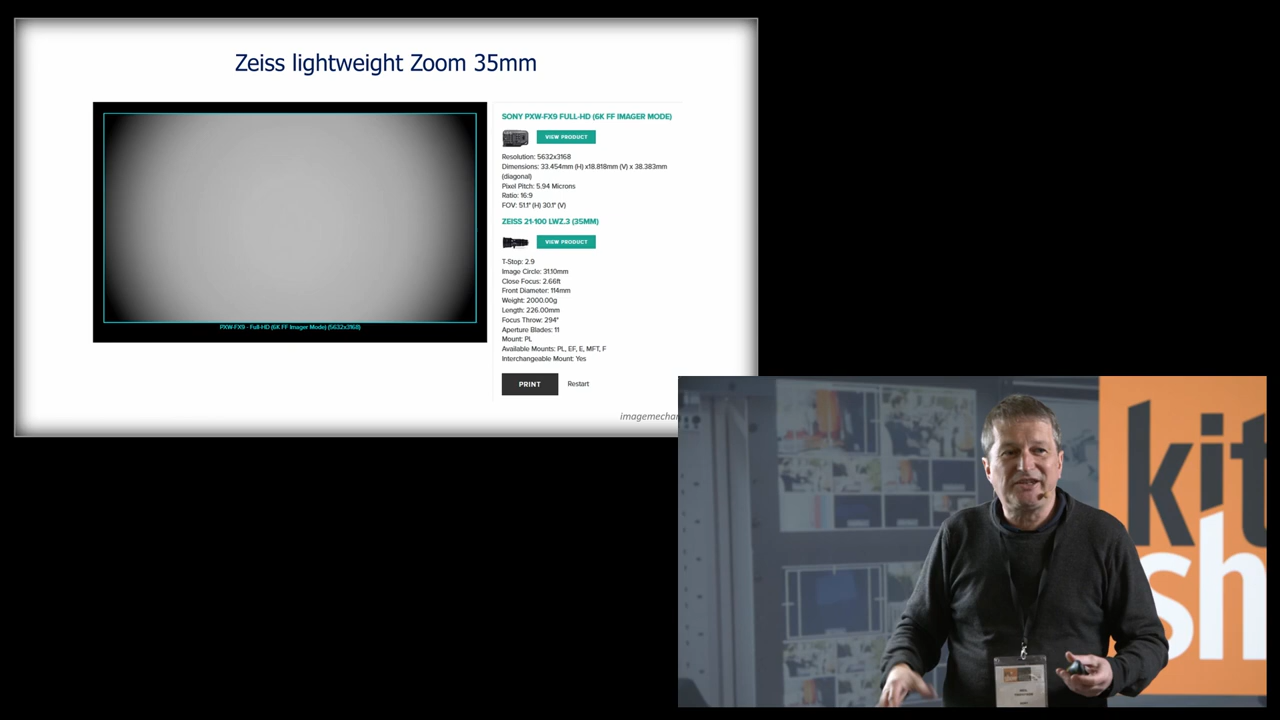 Zeiss lightweight Zoom 35mm
SONY PXW-FX9 FULL-HD (6K FF IMAGER MODE)
VIEW PRODUCT
Resolution: 5632x3168
Dimensions: 33.454mm (H) x18.818mm (V) x 38.383mm
(diagonal)
Pixel Pitch: 5.94 Microns
Ratio: 16:9
FOV: 51.1° (H) 30.1° (V)
ZEISS 21-100 LWZ.3 (35MM)
VIEW PRODUCT
T-Stop: 2.9
Image Circle: 31.10mm
Close Focus: 2.66ft
Front Diameter: 114mm
Weight: 2000.00g
Length: 226.00mm
Focus Throw: 294°
Aperture Blades: 11
Mount: PL
Available Mounts: PL, EF, E, MFT, F
Interchangeable Mount: Yes
PRINT Restart
PXW-FX9 - Full-HD (6K FF Imager Mode) (5632x3168)
imagemechan
kit
sh